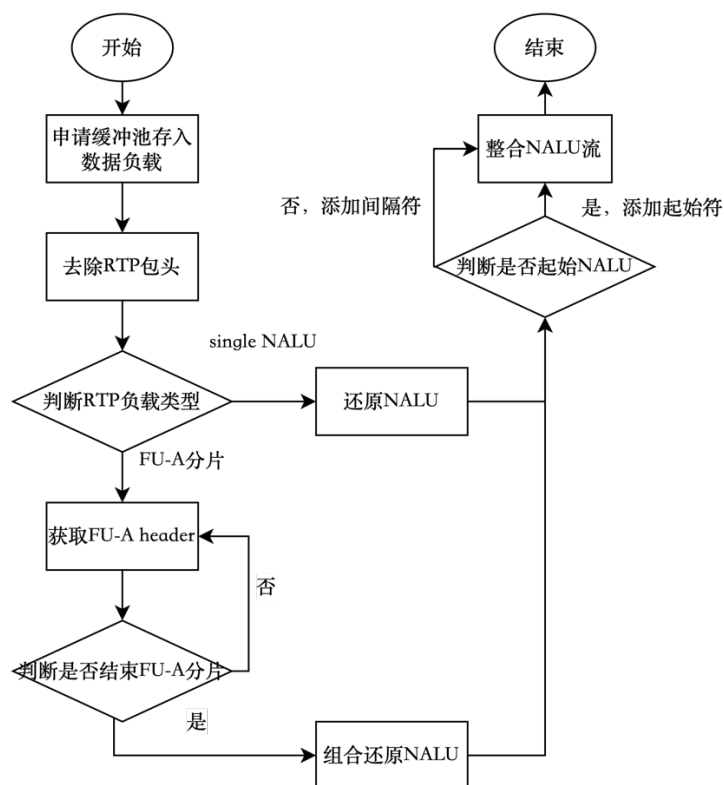 开始
申请缓冲池存入
数据负载
去除RTP包头
判断RTP负载类型
single NALU
还原NALU
FU-A分片
获取FU-A header
否
判断是否结束FU-A分片
是
组合还原NALU
判断是否起始NALU
否，添加间隔符
是，添加起始符
整合NALU流
结束